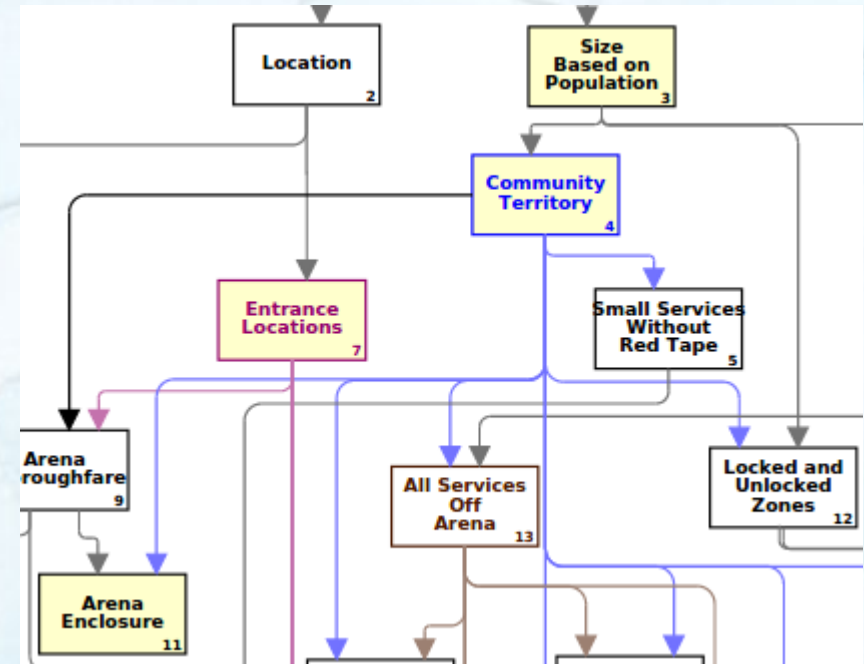 Location
2
Size
Based on
Population
3
Community
Territory
4
Entrance
Locations
7
Small Services
Without
Red Tape
5
Arena
roughfare
9
All Services
Off
Arena
13
Locked and
Unlocked
Zones
12
Arena
Enclosure
11